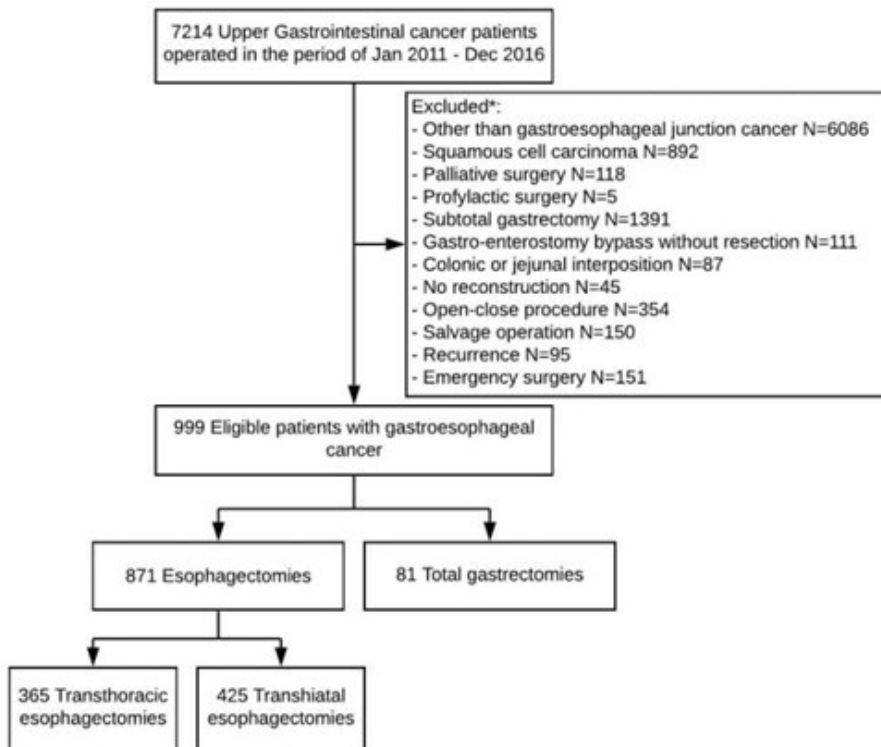 7214 Upper Gastrointestinal cancer patients
operated in the period of Jan 2011 - Dec 2016
Excluded*:
- Other than gastroesophageal junction cancer N=6086
- Squamous cell carcinoma N=892
- Palliative surgery N=118
- Profylactic surgery N=5
- Subtotal gastrectomy N=1391
- Gastro-enterostomy bypass without resection N=111
- Colonic or jejunal interposition N=87
- No reconstruction N=45
- Open-close procedure N=354
- Salvage operation N=150
- Recurrence N=95
- Emergency surgery N=151
999 Eligible patients with gastroesophageal
cancer
871 Esophagectomies
81 Total gastrectomies
365 Transthoracic
esophagectomies
425 Transhiatal
esophagectomies